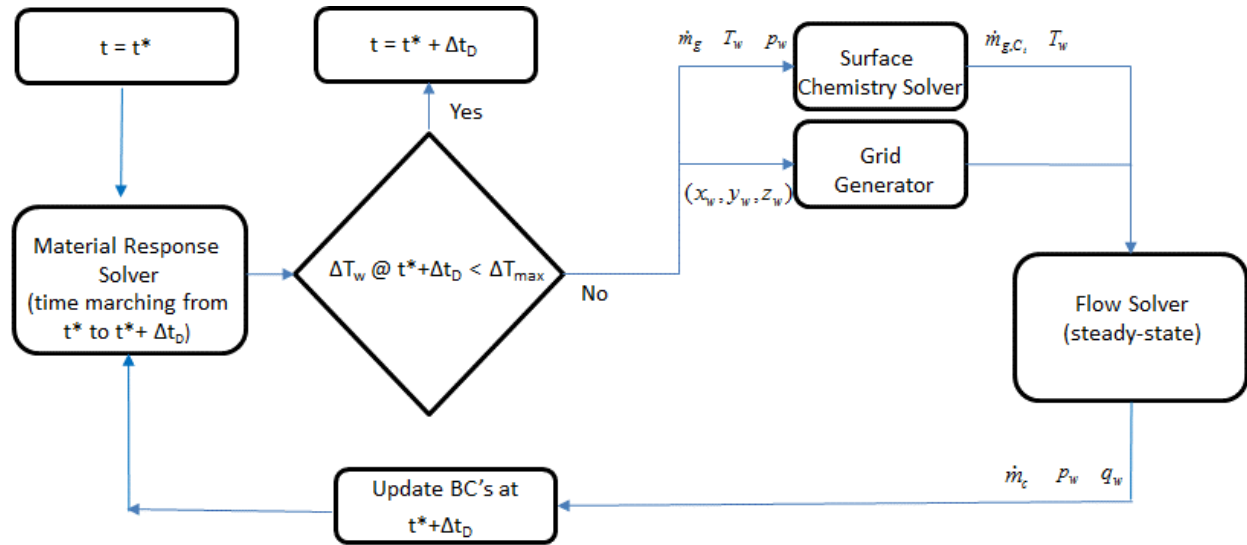 t = t*
t = t* + Δt_D
Yes
ṁ_g T_w p_w
Surface
Chemistry Solver
ṁ_{g,C_i} T_w
Grid
Generator
(x_w, y_w, z_w)
Material Response
Solver
(time marching from
t* to t*+ Δt_D)
ΔT_w @ t*+Δt_D < ΔT_max
No
Flow Solver
(steady-state)
ṁ_c p_w q_w
Update BC's at
t*+Δt_D